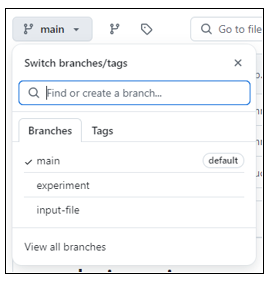 main
Go to file
Switch branches/tags
Find or create a branch...
Branches Tags
main default
experiment
input-file
View all branches